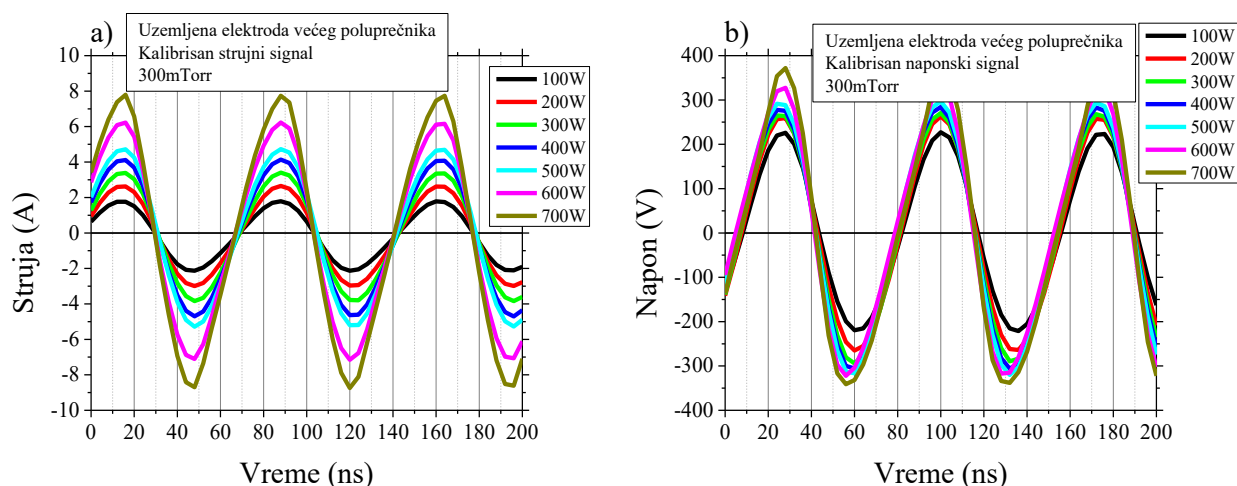 a)
Uzemljena elektroda većeg poluprečnika
Kalibrisan strujni signal
300mTorr
100W
200W
300W
400W
500W
600W
700W
10
8
6
4
2
0
-2
-4
-6
-8
-10
Struja (A)
0 20 40 60 80 100 120 140 160 180 200
Vreme (ns)
b)
Uzemljena elektroda većeg poluprečnika
Kalibrisan naponski signal
300mTorr
100W
200W
300W
400W
500W
600W
700W
400
300
200
100
0
-100
-200
-300
-400
Napon (V)
0 20 40 60 80 100 120 140 160 180 200
Vreme (ns)